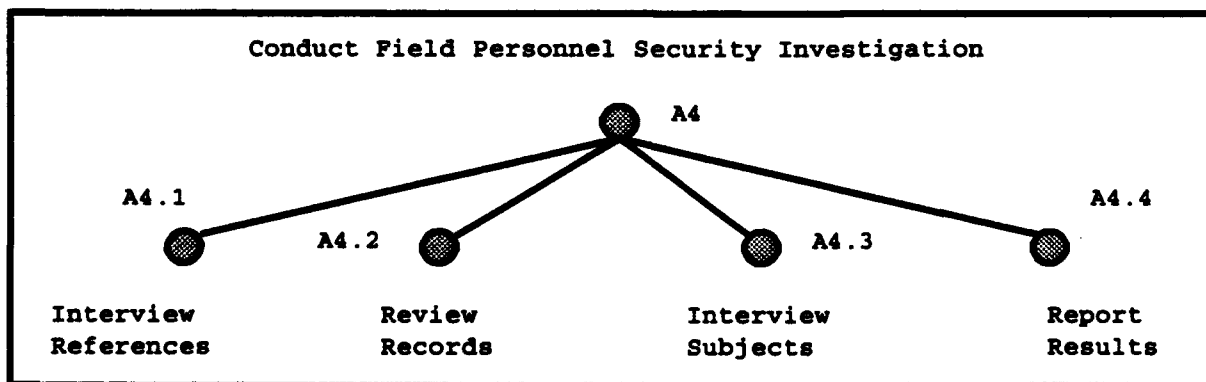 Conduct Field Personnel Security Investigation
A4
A4.1
A4.2
A4.3
A4.4
Interview
References
Review
Records
Interview
Subjects
Report
Results